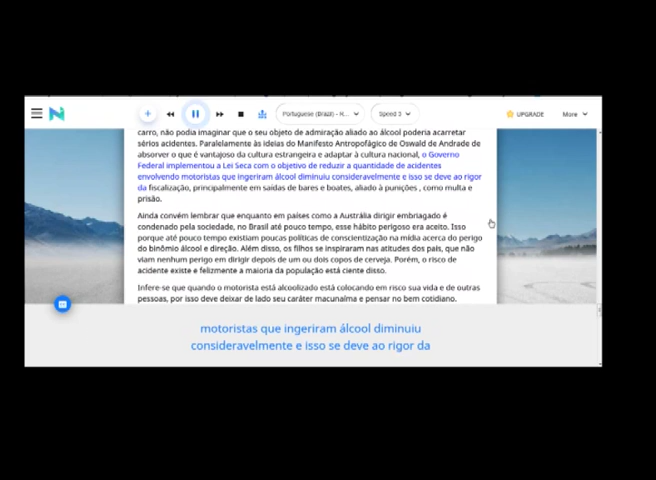 Portuguese (Brazil) - R...
Speed 3
UPGRADE
More
carro, não podia imaginar que o seu objeto de admiração aliado ao álcool poderia acarretar
sérios acidentes. Paralelamente às ideias do Manifesto Antropofágico de Oswald de Andrade de
absorver o que é vantajoso da cultura estrangeira e adaptar à cultura nacional, o Governo
Federal implementou a Lei Seca com o objetivo de reduzir a quantidade de acidentes
envolvendo motoristas que ingeriram álcool diminuiu consideravelmente e isso se deve ao rigor
da fiscalização, principalmente em saídas de bares e boates, aliado à punições , como multa e
prisão.
Ainda convém lembrar que enquanto em países como a Austrália dirigir embriagado é
condenado pela sociedade, no Brasil até pouco tempo, esse hábito perigoso era aceito. Isso
porque até pouco tempo existiam poucas políticas de conscientização na mídia acerca do perigo
do binômio álcool e direção. Além disso, os filhos se inspiraram nas atitudes dos pais, que não
viam nenhum perigo em dirigir depois de um ou dois copos de cerveja. Porém, o risco de
acidente existe e felizmente a maioria da população está ciente disso.
Infere-se que quando o motorista está alcoolizado está colocando em risco sua vida e de outras
pessoas, por isso deve deixar de lado seu caráter macunaíma e pensar no bem cotidiano.
motoristas que ingeriram álcool diminuiu
consideravelmente e isso se deve ao rigor da